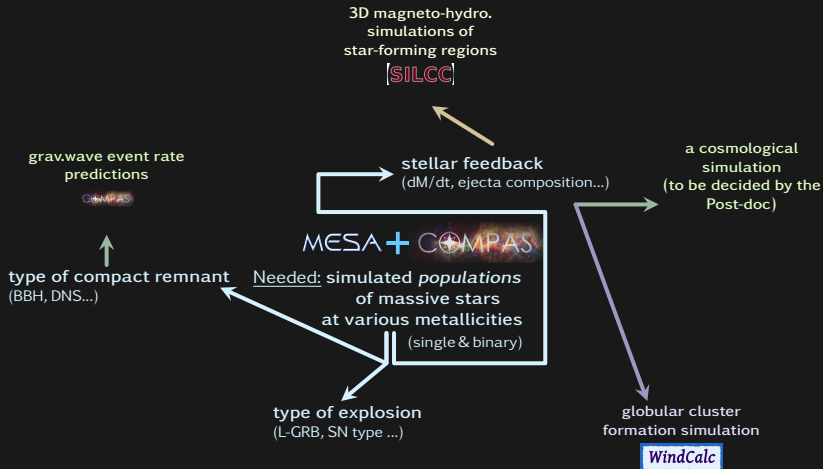 3D magneto-hydro.
simulations of
star-forming regions
[SILCC]
grav.wave event rate
predictions
COMPAS
stellar feedback
(dM/dt, ejecta composition...)
a cosmological
simulation
(to be decided by the
Post-doc)
MESA + COMPAS
type of compact remnant
(BBH, DNS...)
Needed: simulated populations
of massive stars
at various metallicities
(single & binary)
type of explosion
(L-GRB, SN type ...)
globular cluster
formation simulation
WindCalc